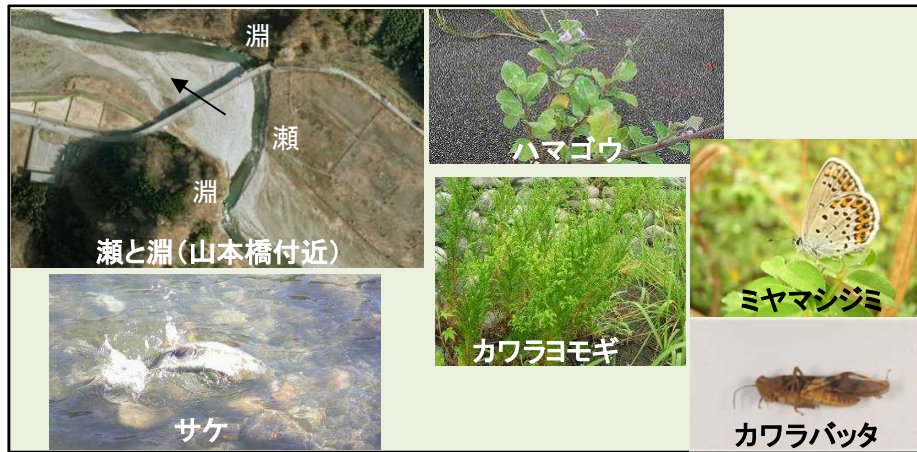 淵
瀬
淵
瀬と淵(山本橋付近)
ハマゴウ
カワラヨモギ
ミヤマシジミ
サケ
カワラバッタ